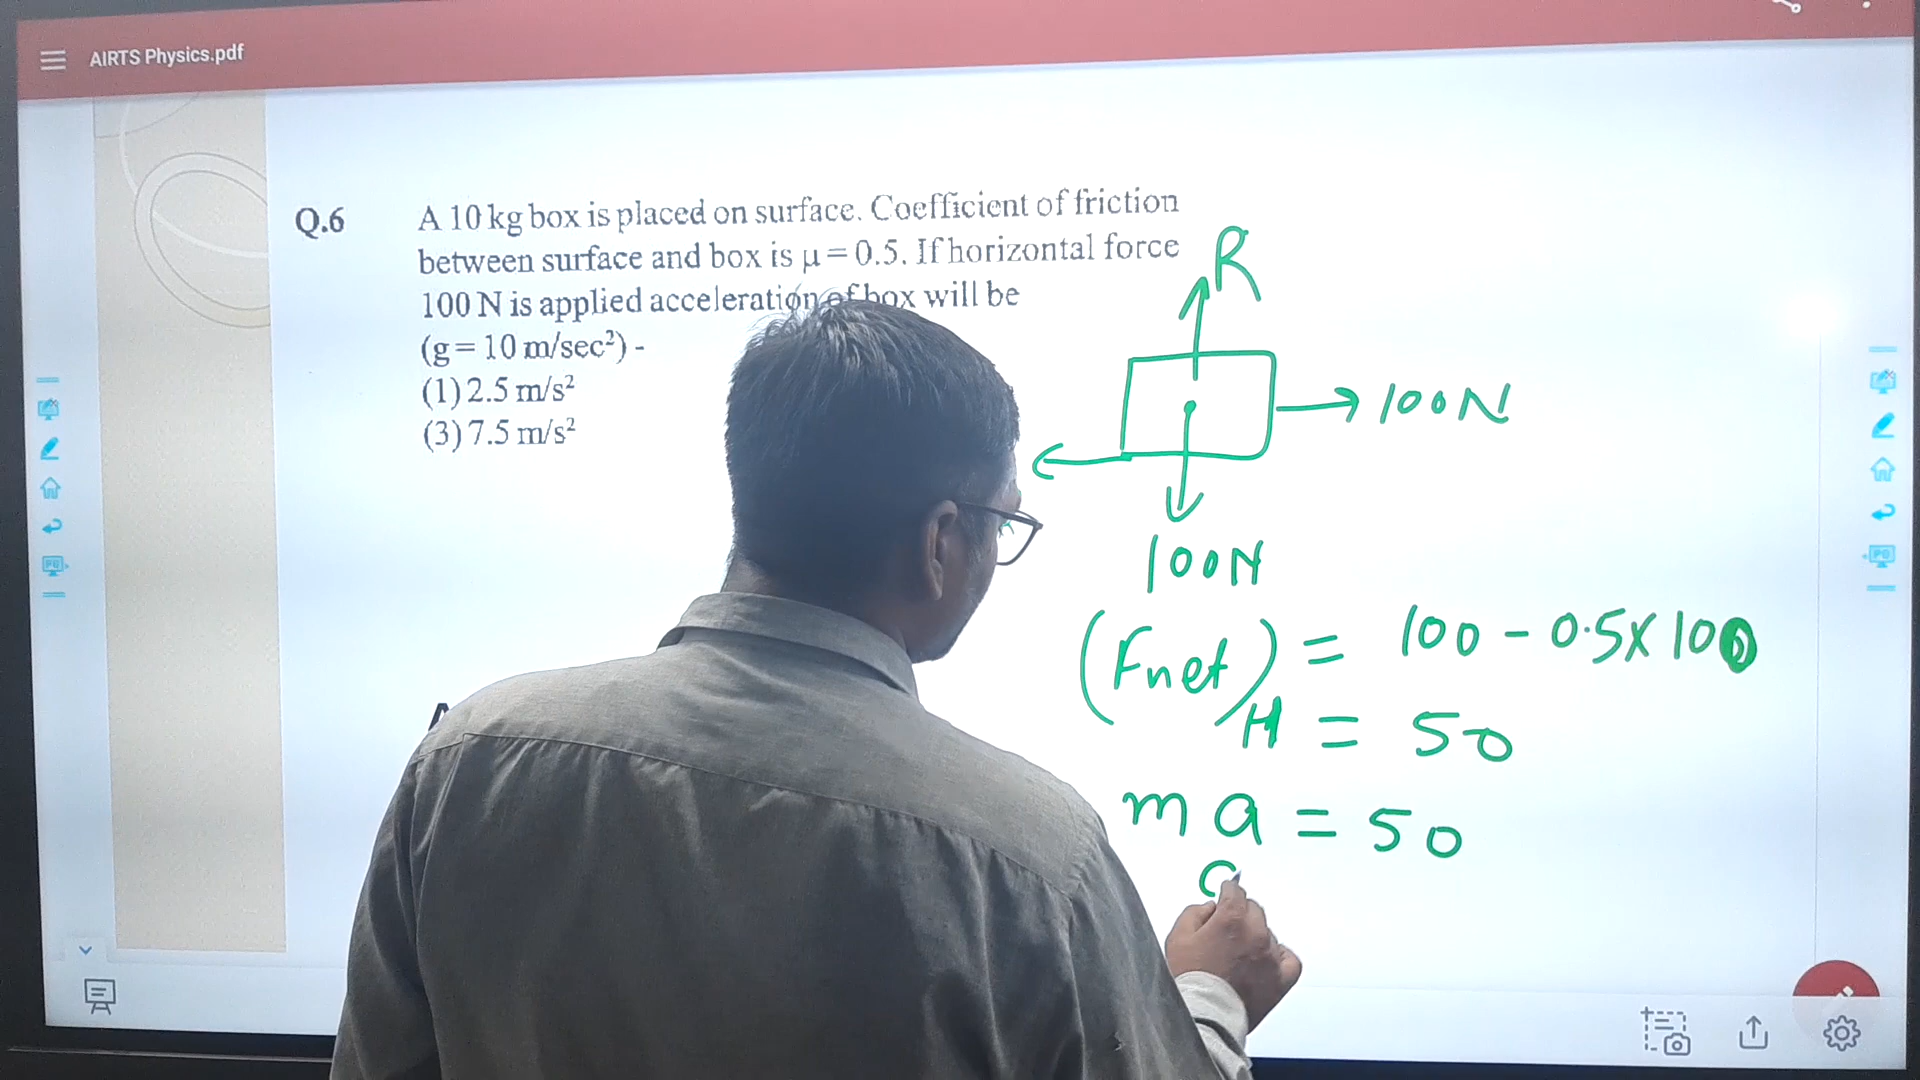 AIRTS Physics.pdf
Q.6 A 10 kg box is placed on surface. Coefficient of friction
between surface and box is μ = 0.5. If horizontal force
100 N is applied acceleration of box will be
(g = 10 m/sec²) -
(1) 2.5 m/s²
(3) 7.5 m/s²
R
100N
100N
(Fnet)H = 100 - 0.5 x 100
= 50
ma = 50